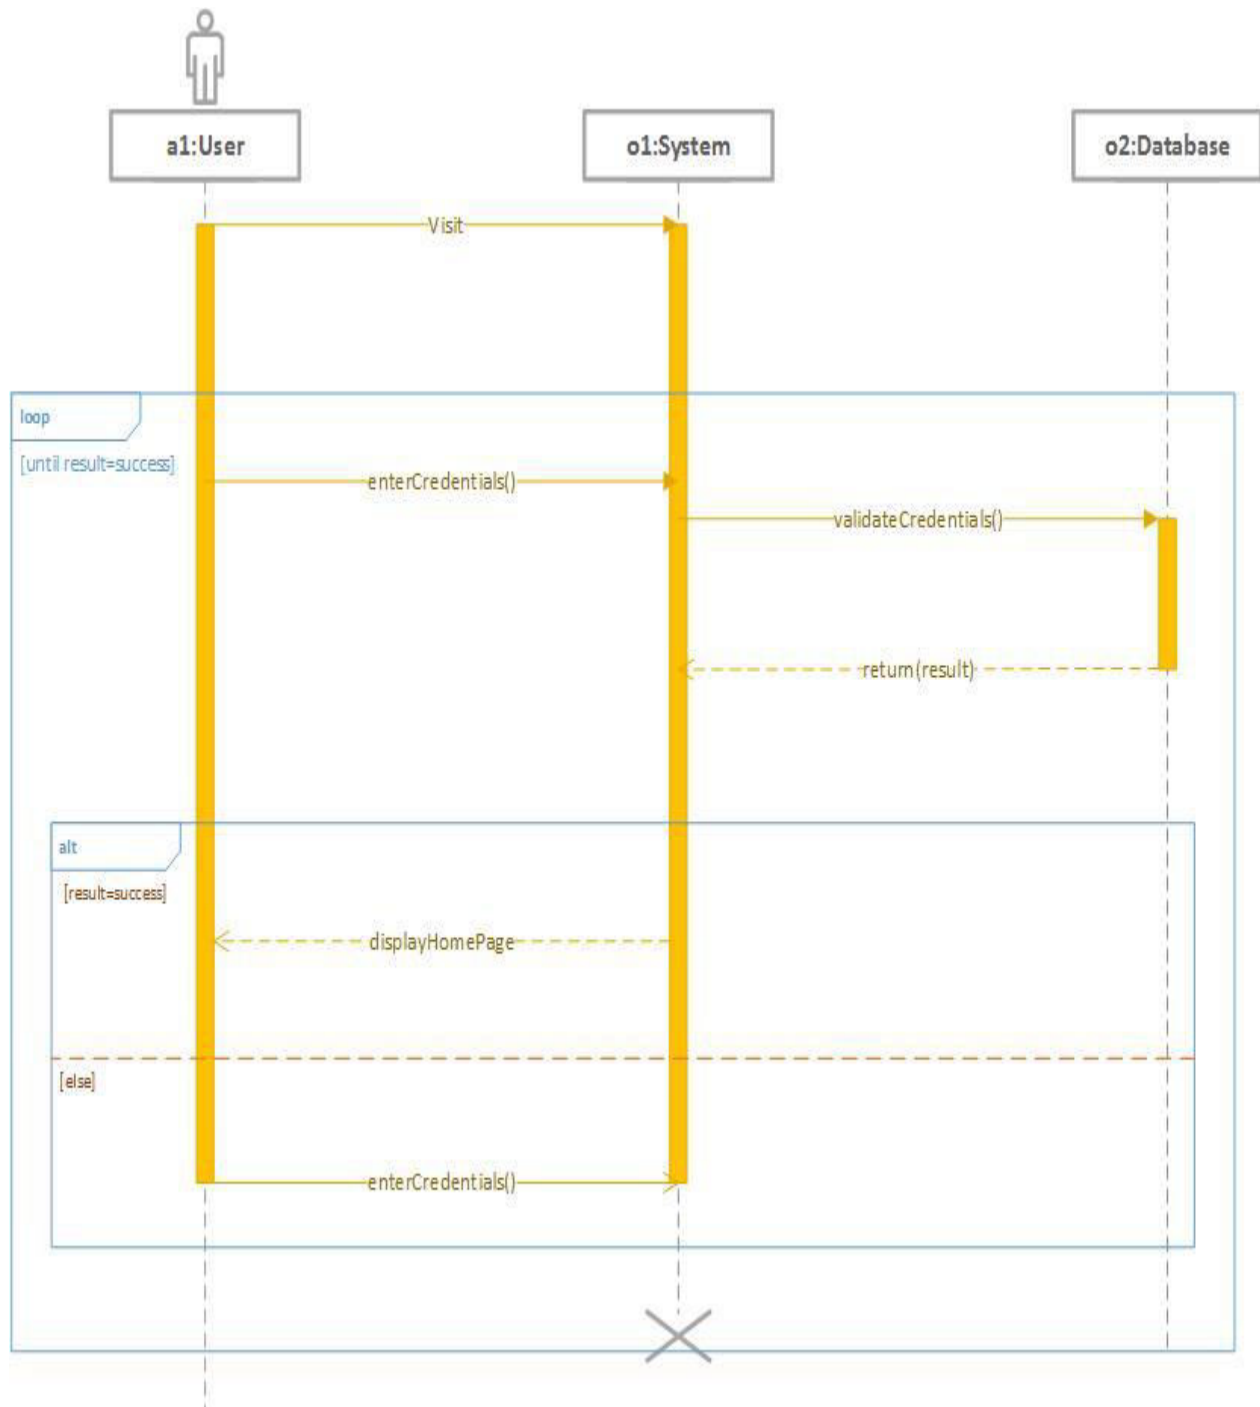 a1:User
o1:System
o2:Database
Visit
loop
[until result=success]
enterCredentials()
validateCredentials()
return(result)
alt
[result=success]
displayHomePage
[else]
enterCredentials()